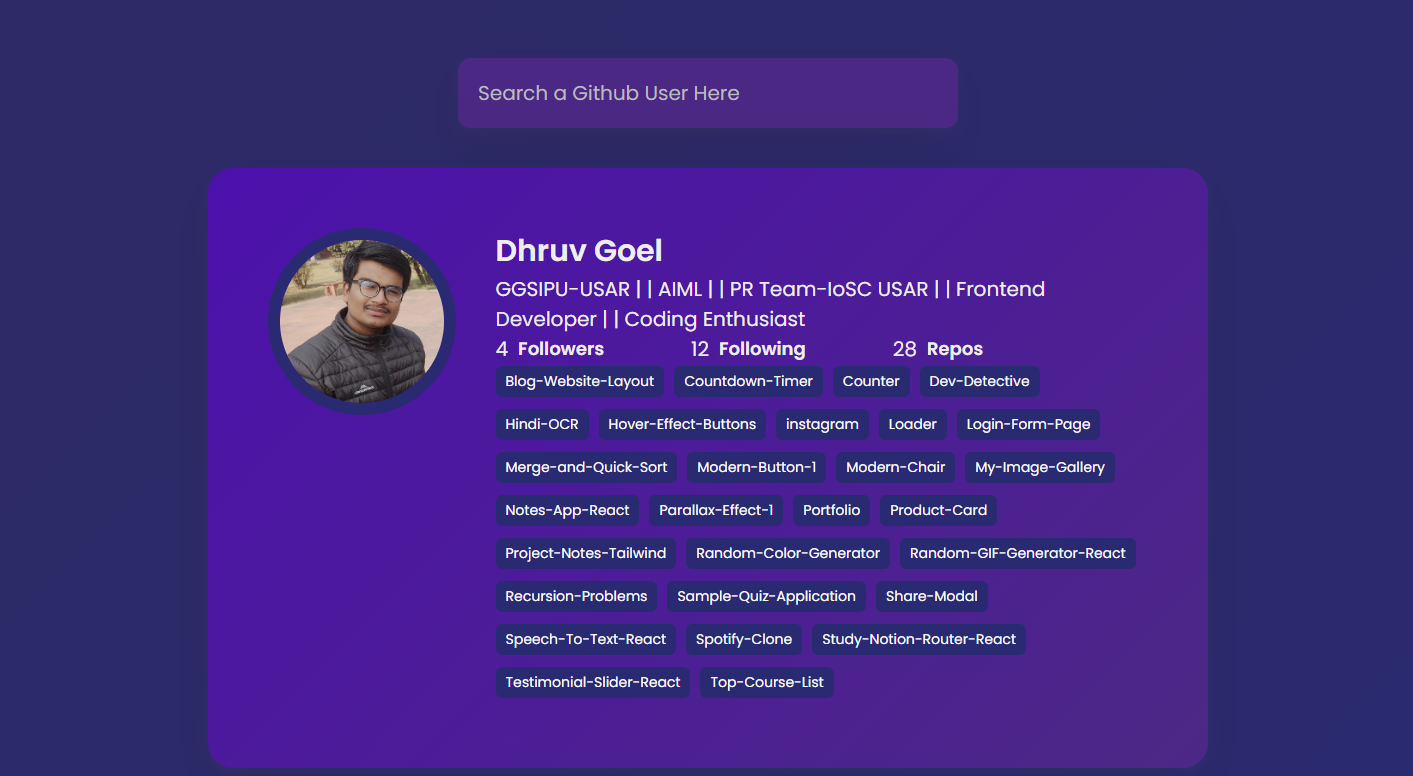 Search a Github User Here
Dhruv Goel
GGSIPU-USAR | | AIML | | PR Team-IoSC USAR | | Frontend
Developer | | Coding Enthusiast
4 Followers 12 Following 28 Repos
Blog-Website-Layout Countdown-Timer Counter Dev-Detective
Hindi-OCR Hover-Effect-Buttons instagram Loader Login-Form-Page
Merge-and-Quick-Sort Modern-Button-1 Modern-Chair My-Image-Gallery
Notes-App-React Parallax-Effect-1 Portfolio Product-Card
Project-Notes-Tailwind Random-Color-Generator Random-GIF-Generator-React
Recursion-Problems Sample-Quiz-Application Share-Modal
Speech-To-Text-React Spotify-Clone Study-Notion-Router-React
Testimonial-Slider-React Top-Course-List